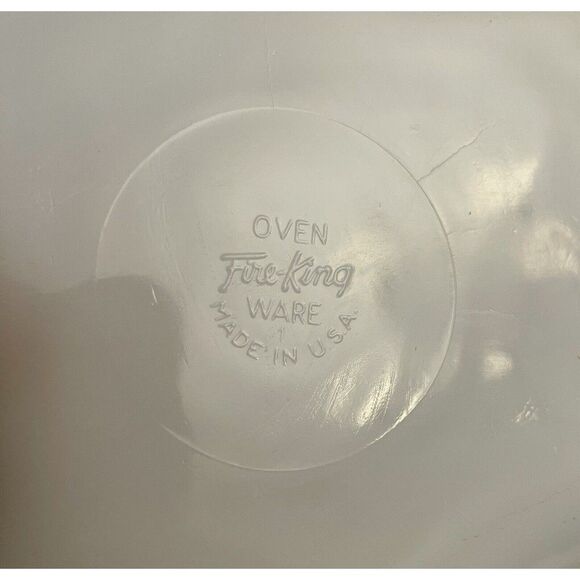 OVEN
Fire-King
WARE
1
MADE IN U.S.A.